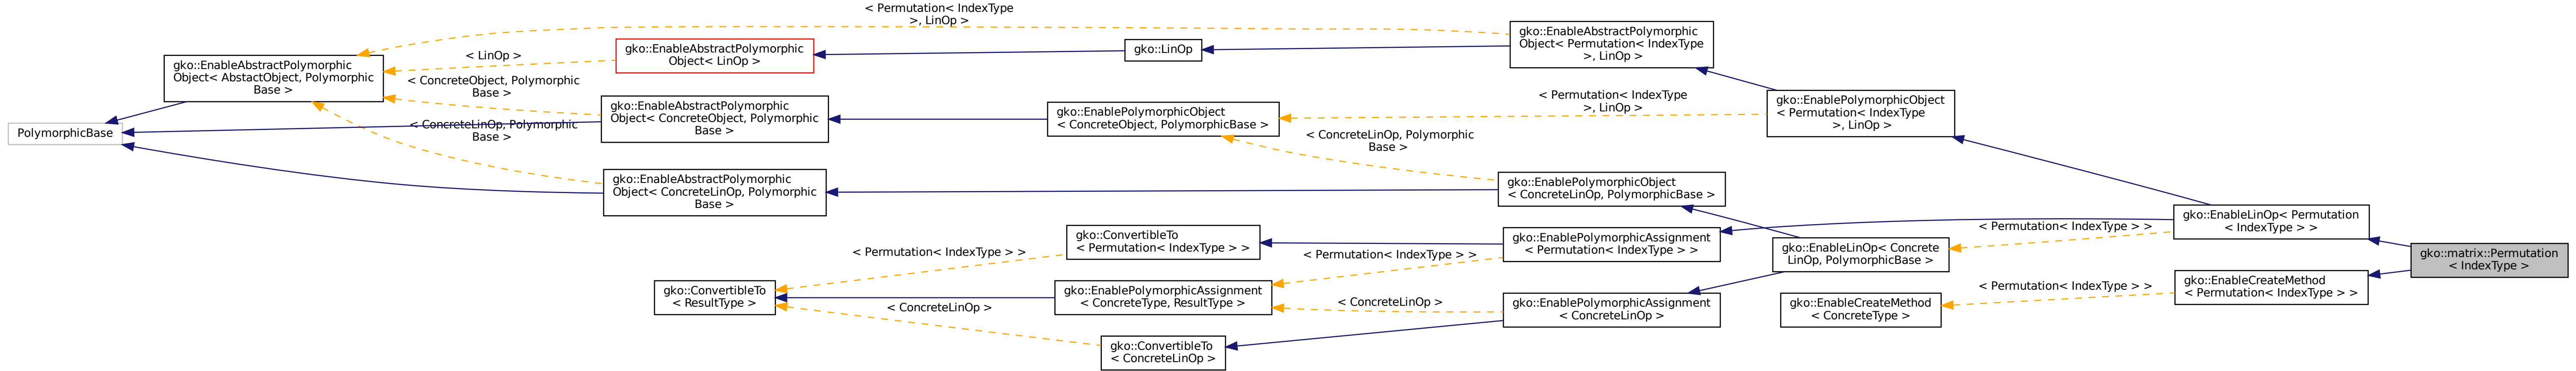 PolymorphicBase
gko::EnableAbstractPolymorphic
Object< AbstactObject, Polymorphic
Base >
< Permutation< IndexType
>, LinOp >
< LinOp >
< ConcreteObject, Polymorphic
Base >
< ConcreteLinOp, Polymorphic
Base >
gko::EnableAbstractPolymorphic
Object< LinOp >
gko::EnableAbstractPolymorphic
Object< ConcreteObject, Polymorphic
Base >
gko::EnableAbstractPolymorphic
Object< ConcreteLinOp, Polymorphic
Base >
gko::ConvertibleTo
< ResultType >
< Permutation< IndexType > >
< ConcreteLinOp >
gko::LinOp
gko::EnablePolymorphicObject
< ConcreteObject, PolymorphicBase >
gko::ConvertibleTo
< Permutation< IndexType > >
gko::EnablePolymorphicAssignment
< ConcreteType, ResultType >
gko::ConvertibleTo
< ConcreteLinOp >
< ConcreteLinOp, Polymorphic
Base >
< Permutation< IndexType > >
< ConcreteLinOp >
gko::EnableAbstractPolymorphic
Object< Permutation< IndexType
>, LinOp >
< Permutation< IndexType
>, LinOp >
gko::EnablePolymorphicObject
< ConcreteLinOp, PolymorphicBase >
gko::EnablePolymorphicAssignment
< Permutation< IndexType > >
gko::EnablePolymorphicAssignment
< ConcreteLinOp >
gko::EnablePolymorphicObject
< Permutation< IndexType
>, LinOp >
gko::EnableLinOp< Concrete
LinOp, PolymorphicBase >
gko::EnableCreateMethod
< ConcreteType >
< Permutation< IndexType > >
< Permutation< IndexType > >
gko::EnableLinOp< Permutation
< IndexType > >
gko::EnableCreateMethod
< Permutation< IndexType > >
gko::matrix::Permutation
< IndexType >